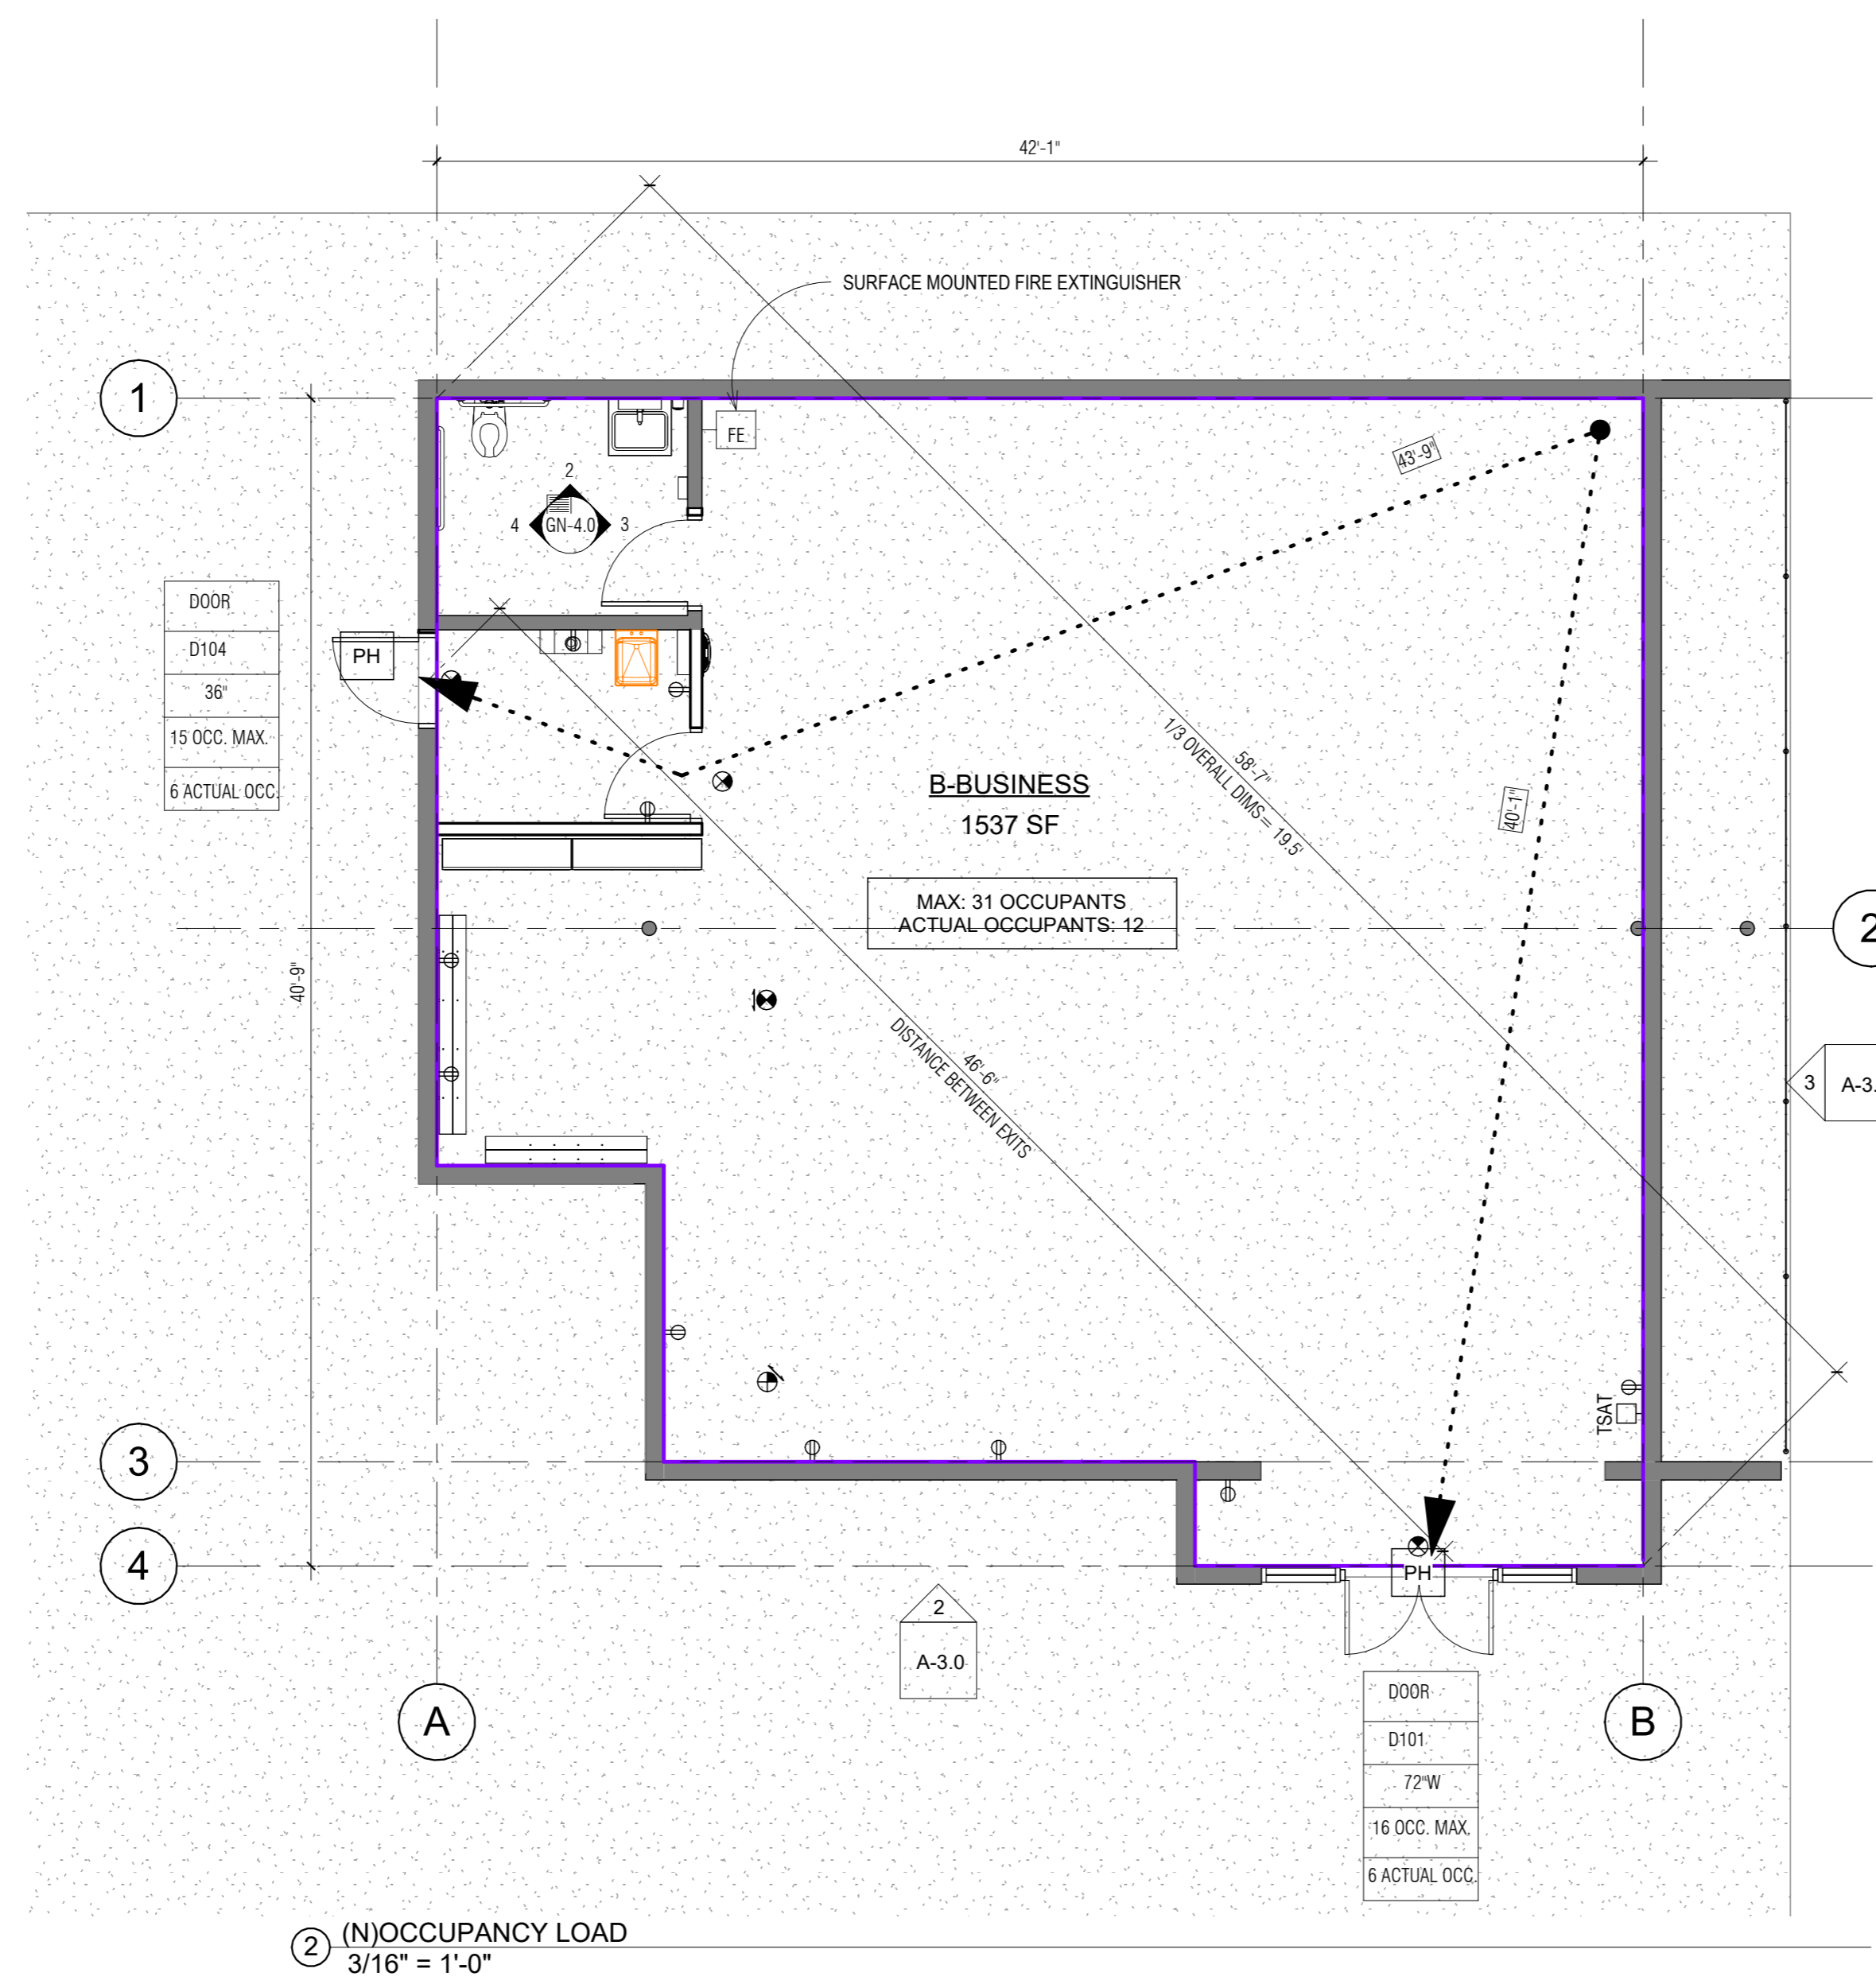 42'-1"
SURFACE MOUNTED FIRE EXTINGUISHER
1
FE
43'-9"
2
4
GN-4.0
3
DOOR
D104
36"
15 OCC. MAX.
6 ACTUAL OCC.
PH
58'-7"
1/3 OVERALL DIMS = 19.5'
40'-1"
B-BUSINESS
1537 SF
MAX: 31 OCCUPANTS
ACTUAL OCCUPANTS: 12
2
40'-9"
46'-6"
DISTANCE BETWEEN EXITS
3
A-3.
TSAT
3
4
PH
2
A-3.0
A
B
DOOR
D101
72"W
16 OCC. MAX.
6 ACTUAL OCC.
2
(N)OCCUPANCY LOAD
3/16" = 1'-0"